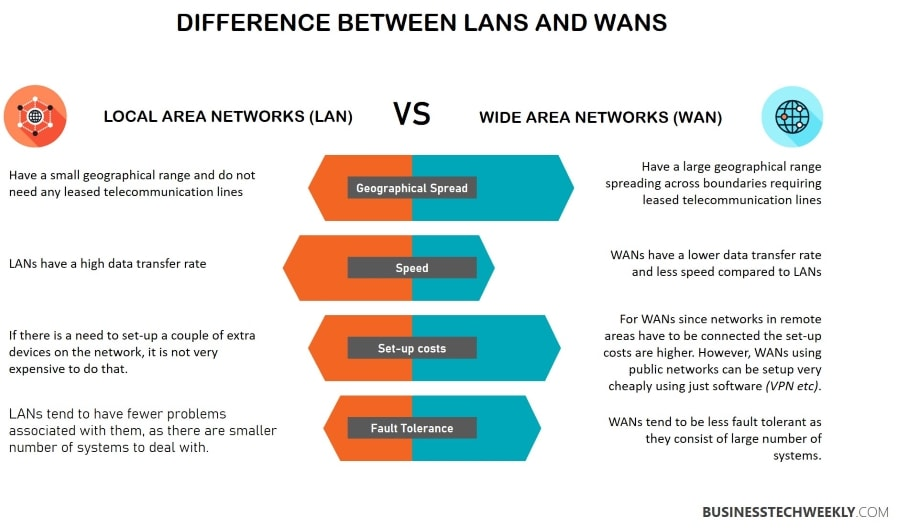 DIFFERENCE BETWEEN LANS AND WANS
LOCAL AREA NETWORKS (LAN)
VS
WIDE AREA NETWORKS (WAN)
Have a small geographical range and do not
need any leased telecommunication lines
Geographical Spread
Have a large geographical range
spreading across boundaries requiring
leased telecommunication lines
LANs have a high data transfer rate
Speed
WANs have a lower data transfer rate
and less speed compared to LANs
If there is a need to set-up a couple of extra
devices on the network, it is not very
expensive to do that.
Set-up costs
For WANs since networks in remote
areas have to be connected the set-up
costs are higher. However, WANs using
public networks can be setup very
cheaply using just software (VPN etc).
LANs tend to have fewer problems
associated with them, as there are smaller
number of systems to deal with.
Fault Tolerance
WANs tend to be less fault tolerant as
they consist of large number of
systems.
BUSINESSTECHWEEKLY.COM